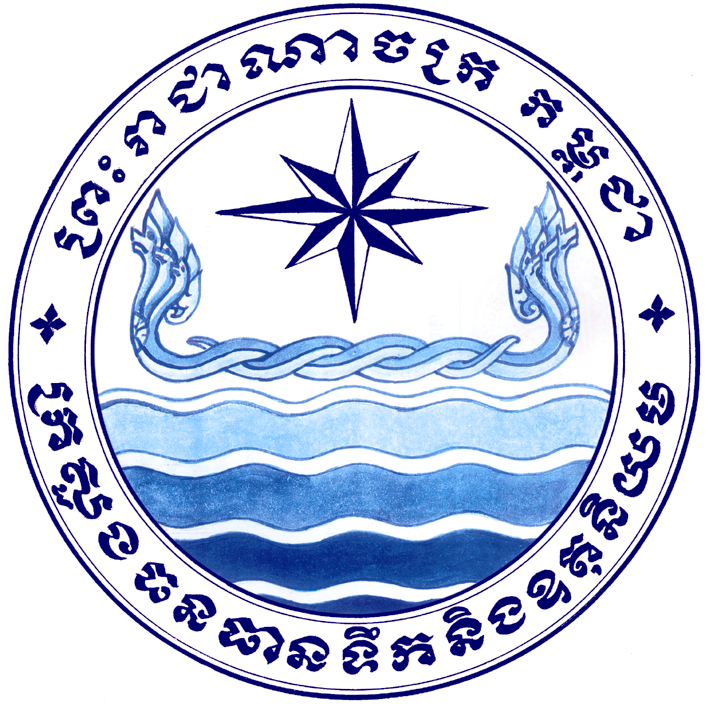 ព្រះរាជាណាចក្រ កម្ពុជា
ក្រសួងធនធានទឹកនិងឧតុនិយម